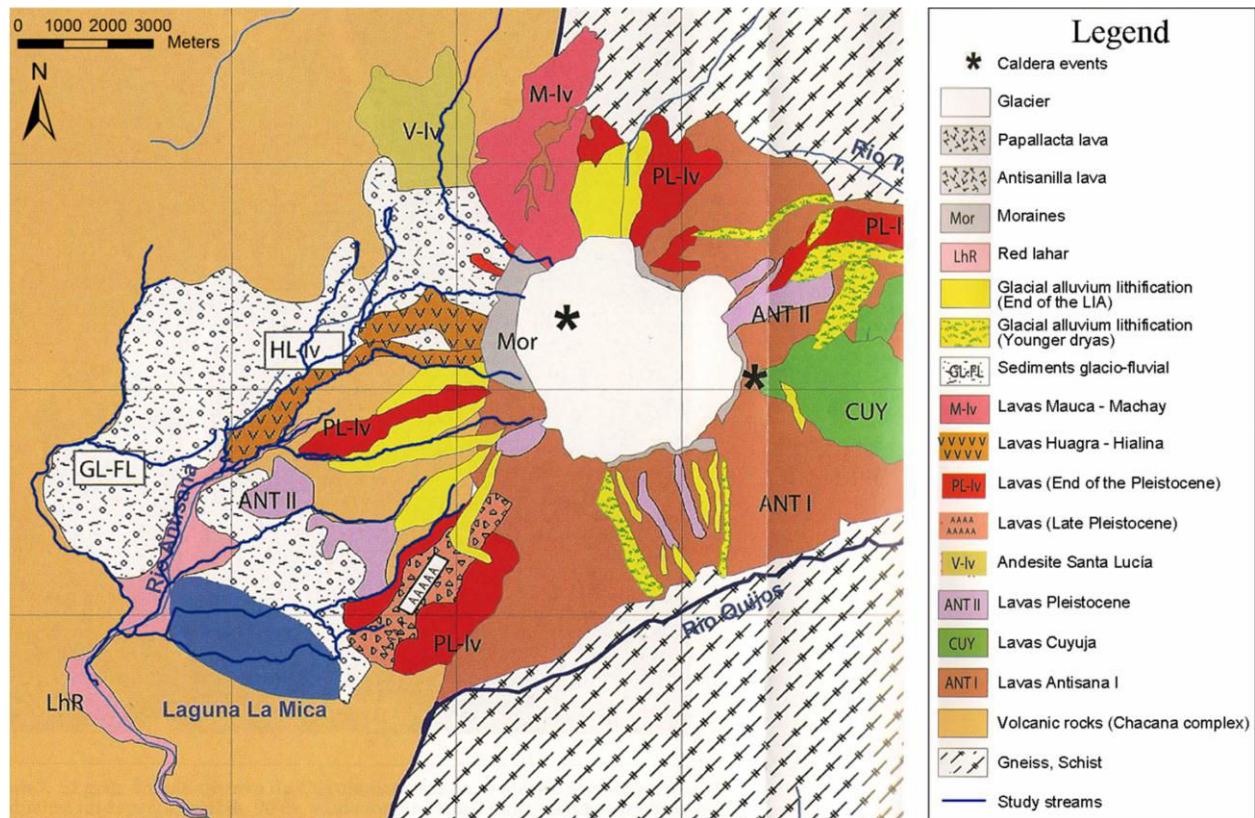 0 1000 2000 3000
Meters
N
M-lv
V-lv
PL-lv
Rio T
PL-l
ANT II
HL-lv
Mor
CUY
PL-lv
GL-FL
ANT II
ANT I
Río Antisana
AAAAA
PL-lv
Río Quijos
LhR
Laguna La Mica
Legend
* Caldera events
Glacier
Papallacta lava
Antisanilla lava
Mor Moraines
LhR Red lahar
Glacial alluvium lithification
(End of the LIA)
Glacial alluvium lithification
(Younger dryas)
GL-FL Sediments glacio-fluvial
M-lv Lavas Mauca - Machay
Lavas Huagra - Hialina
PL-lv Lavas (End of the Pleistocene)
AAAA
AAAAA
Lavas (Late Pleistocene)
V-lv Andesite Santa Lucía
ANT II Lavas Pleistocene
CUY Lavas Cuyuja
ANT I Lavas Antisana I
Volcanic rocks (Chacana complex)
Gneiss, Schist
Study streams